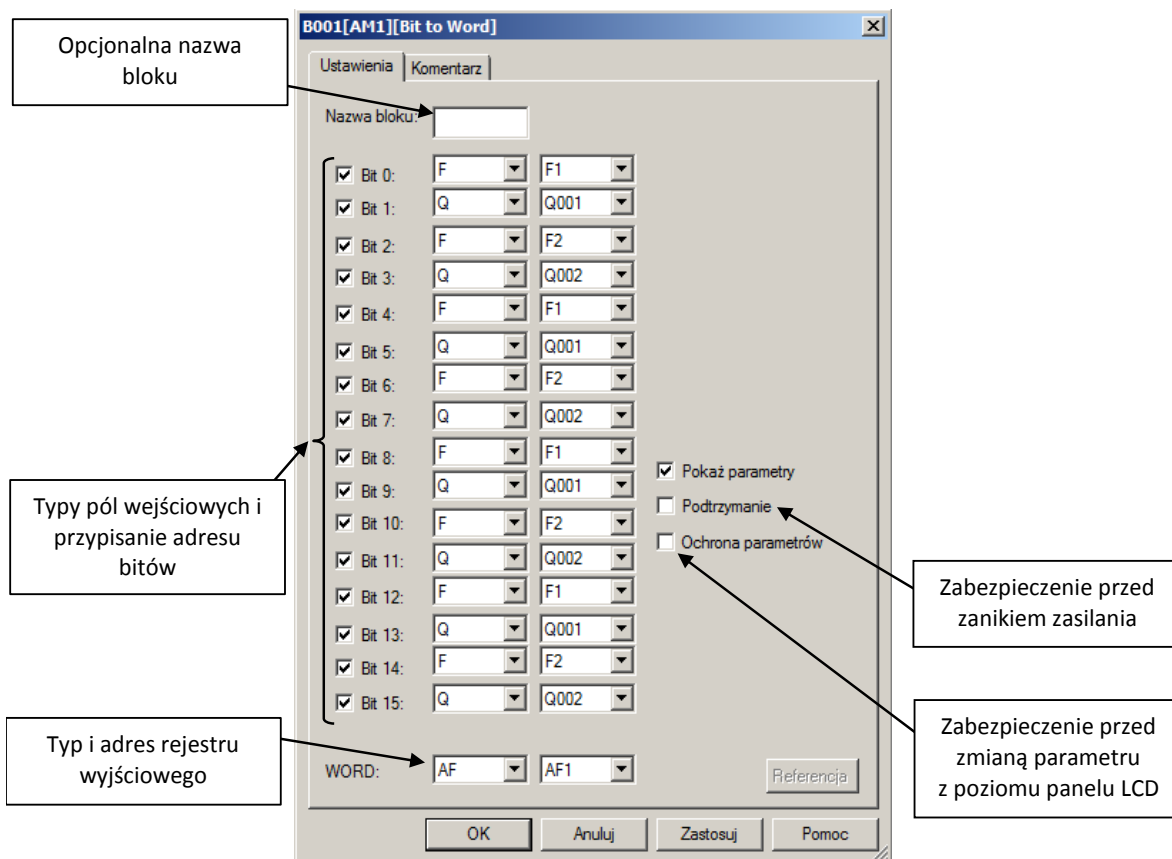 B001[AM1][Bit to Word]
Opcjonalna nazwa
bloku
Ustawienia Komentarz
Nazwa bloku:
Bit 0: F F1
Bit 1: Q Q001
Bit 2: F F2
Bit 3: Q Q002
Bit 4: F F1
Bit 5: Q Q001
Bit 6: F F2
Bit 7: Q Q002
Bit 8: F F1
Bit 9: Q Q001
Bit 10: F F2
Bit 11: Q Q002
Bit 12: F F1
Bit 13: Q Q001
Bit 14: F F2
Bit 15: Q Q002
Pokaż parametry
Podtrzymanie
Ochrona parametrów
Typy pól wejściowych i
przypisanie adresu
bitów
Zabezpieczenie przed
zanikiem zasilania
Typ i adres rejestru
wyjściowego
Zabezpieczenie przed
zmianą parametru
z poziomu panelu LCD
WORD: AF AF1
Referencja
OK Anuluj Zastosuj Pomoc